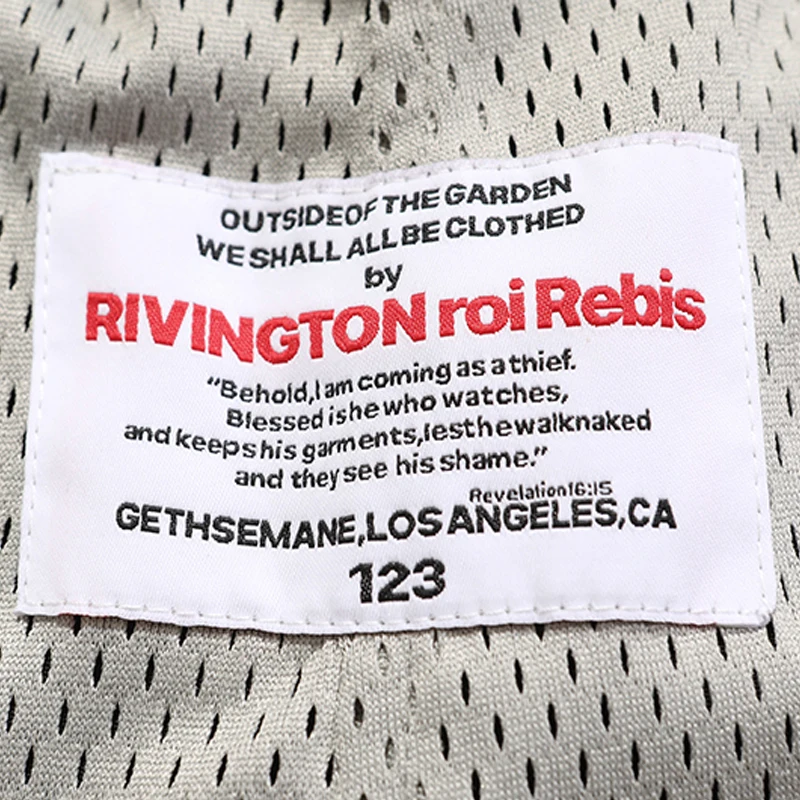 OUTSIDE OF THE GARDEN
WE SHALL ALL BE CLOTHED
by
RIVINGTON roi Rebis
“Behold, I am coming as a thief.
Blessed is he who watches,
and keeps his garments, lest he walk naked
and they see his shame.”
Revelation 16:15
GETHSEMANE, LOS ANGELES, CA
123